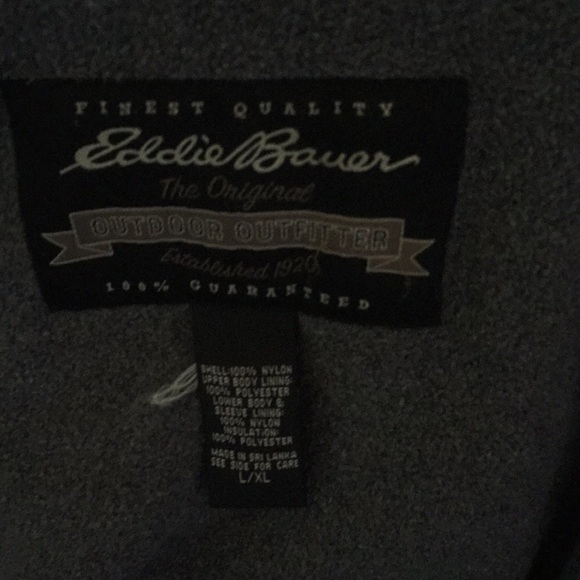 FINEST QUALITY
Eddie Bauer
The Original
OUTDOOR OUTFITTER
Established 1920
100% GUARANTEED
SHELL:100% NYLON
UPPER BODY LINING:
100% POLYESTER
LOWER BODY &
SLEEVE LINING:
100% NYLON
INSULATION:
100% POLYESTER
MADE IN SRI LANKA
SEE SIDE FOR CARE
L/XL